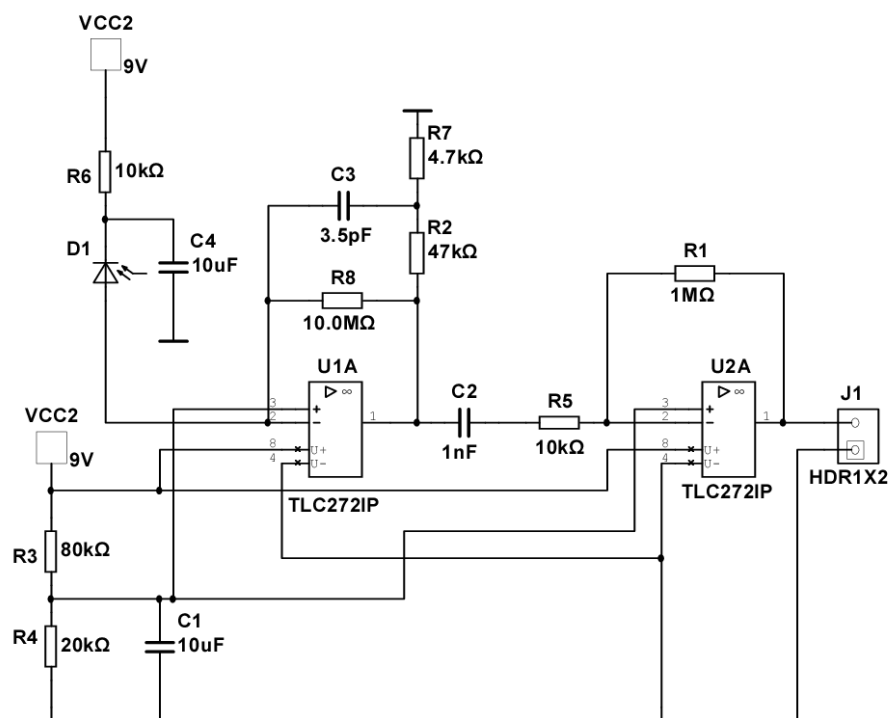 VCC2
9V
R6
10kΩ
D1
C4
10uF
R7
4.7kΩ
C3
3.5pF
R2
47kΩ
R8
10.0MΩ
R1
1MΩ
U1A
∞
3
+
2
−
1
8
U+
4
U−
TLC272IP
C2
1nF
R5
10kΩ
U2A
∞
3
+
2
−
1
8
U+
4
U−
TLC272IP
J1
HDR1X2
VCC2
9V
R3
80kΩ
R4
20kΩ
C1
10uF